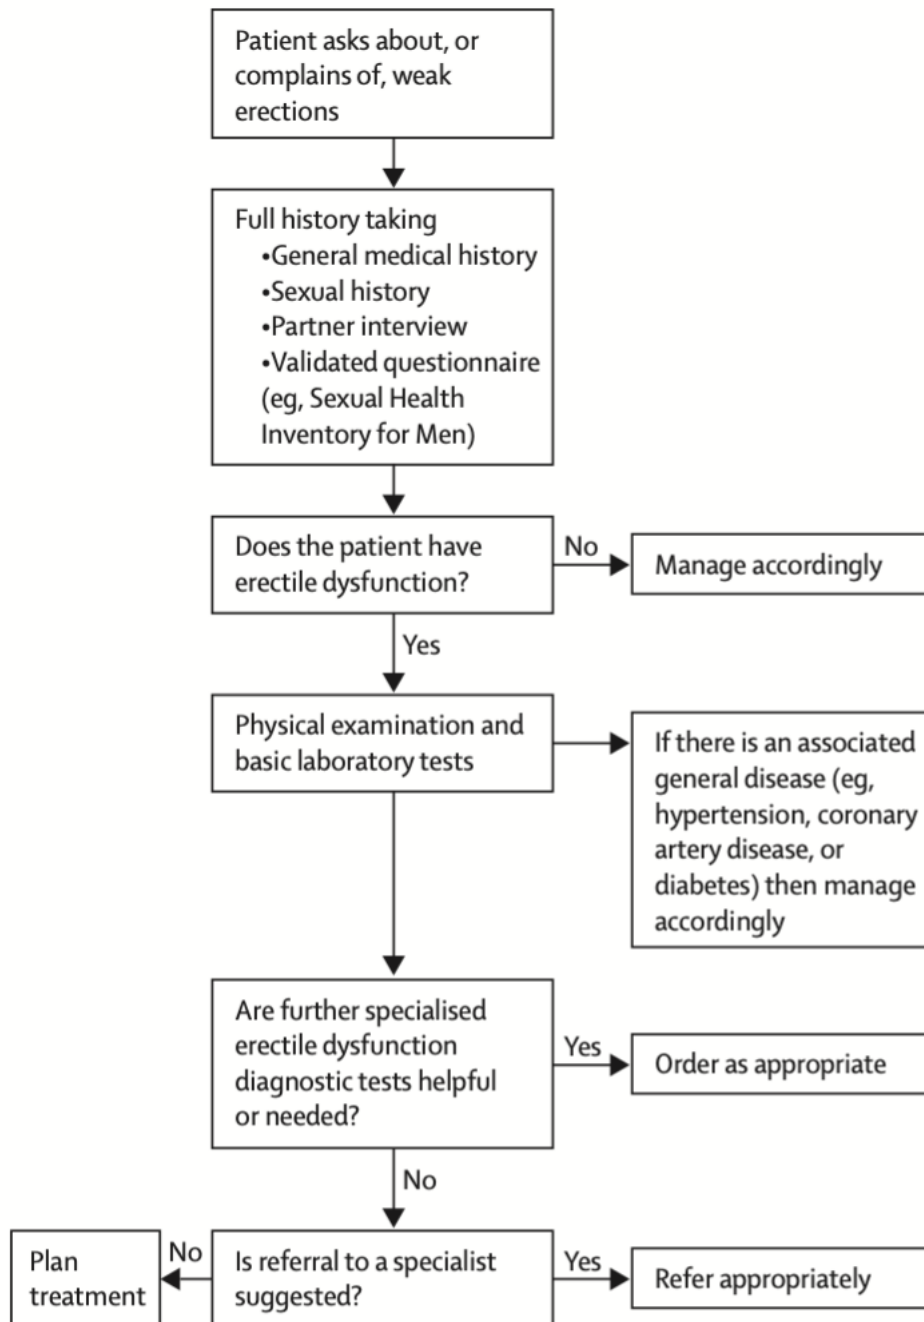 Patient asks about, or
complains of, weak
erections
Full history taking
•General medical history
•Sexual history
•Partner interview
•Validated questionnaire
(eg, Sexual Health
Inventory for Men)
Does the patient have
erectile dysfunction?
No
Manage accordingly
Yes
Physical examination and
basic laboratory tests
If there is an associated
general disease (eg,
hypertension, coronary
artery disease, or
diabetes) then manage
accordingly
Are further specialised
erectile dysfunction
diagnostic tests helpful
or needed?
Yes
Order as appropriate
No
Plan
treatment
No
Is referral to a specialist
suggested?
Yes
Refer appropriately